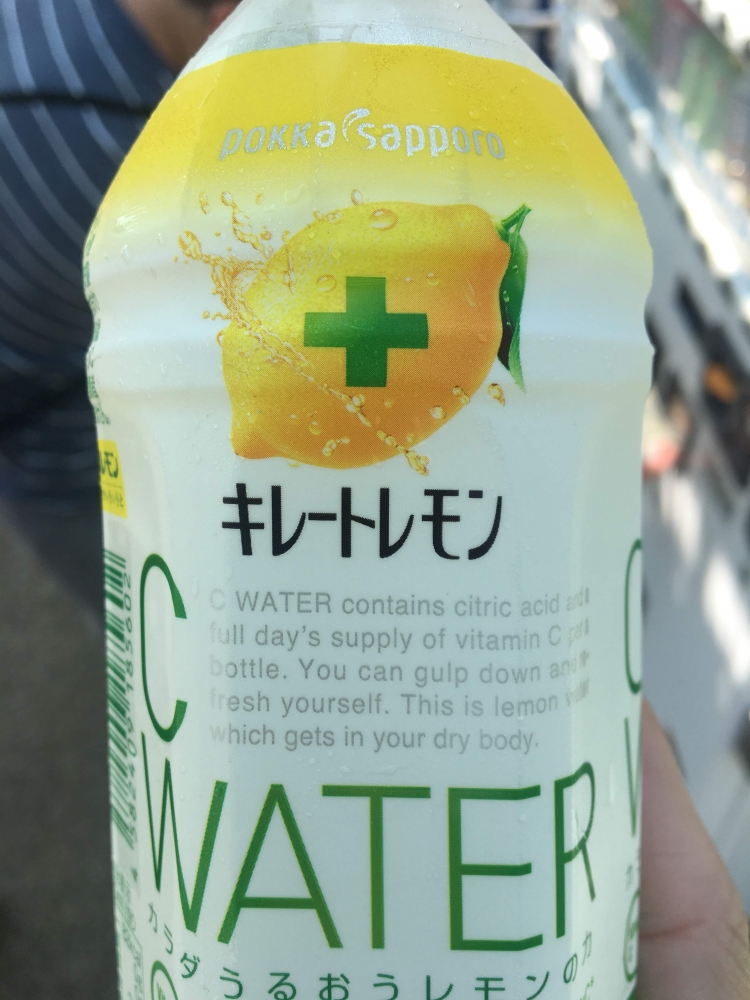 pokka sapporo
キレートレモン
C WATER contains citric acid and
full day's supply of vitamin C per
bottle. You can gulp down and
fresh yourself. This is lemon
which gets in your dry body.
C
WATER
カラダうるおうレモンのカ